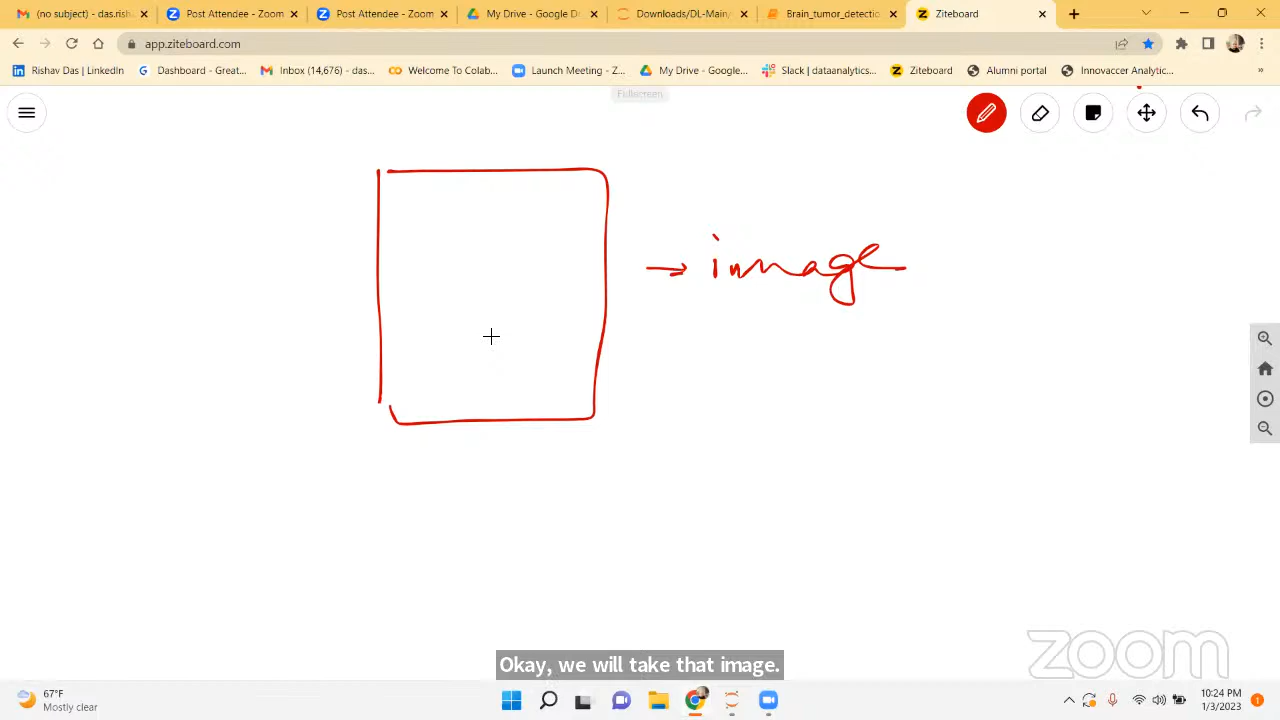 (no subject) - das.rish
Post Attendee - Zoom
Post Attendee - Zoom
My Drive - Google D
Downloads/DL-Main/
Brain_tumor_detectio
Ziteboard
app.ziteboard.com
Rishav Das | LinkedIn
Dashboard - Great...
Inbox (14,676) - das...
Welcome To Colab...
Launch Meeting - Z...
My Drive - Google...
Slack | dataanalytics...
Ziteboard
Alumni portal
Innovaccer Analytic...
»
Fullscreen
→ image
Okay, we will take that image.
zoom
67°F
Mostly clear
10:24 PM
1/3/2023
1